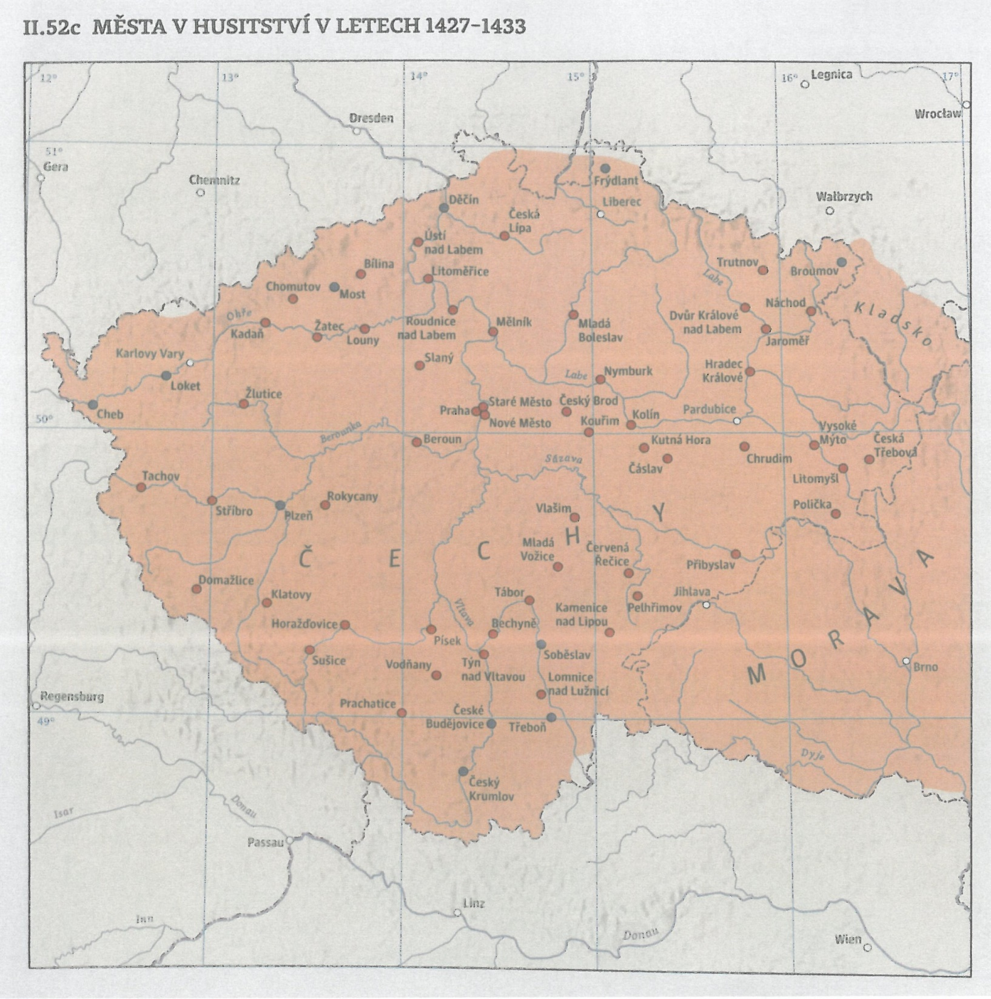 II.52c MĚSTA V HUSITSTVÍ V LETECH 1427–1433
12°
13°
14°
15°
16°
17°
Legnica
Wrocław
Dresden
51°
Gera
Chemnitz
Frýdlant
Wałbrzych
Děčín
Liberec
Česká
Lípa
Ústí
nad Labem
Bílina
Litoměřice
Trutnov
Broumov
Labe
Chomutov
Most
Náchod
Kladsko
Ohře
Kadaň
Žatec
Louny
Roudnice
nad Labem
Mělník
Mladá
Boleslav
Dvůr Králové
nad Labem
Jaroměř
Karlovy Vary
Slaný
Loket
Labe
Nymburk
Hradec
Králové
Žlutice
Cheb
Praha
Staré Město
Nové Město
Český Brod
Kouřim
Kolín
Pardubice
50°
Berounka
Beroun
Vysoké
Mýto
Česká
Třebová
Kutná Hora
Čáslav
Chrudim
Sázava
Litomyšl
Tachov
Stříbro
Plzeň
Rokycany
Vlašim
Polička
ČECHY
Mladá
Vožice
Červená
Řečice
Přibyslav
Domažlice
Klatovy
Tábor
Jihlava
Pelhřimov
Kamenice
nad Lipou
Vltava
Horažďovice
Písek
Bechyně
Sušice
Vodňany
Týn
nad Vltavou
Soběslav
MORAVA
Brno
Lomnice
nad Lužnicí
Regensburg
Prachatice
49°
České
Budějovice
Třeboň
Dyje
Český
Krumlov
Isar
Donau
Passau
Linz
Inn
Donau
Wien